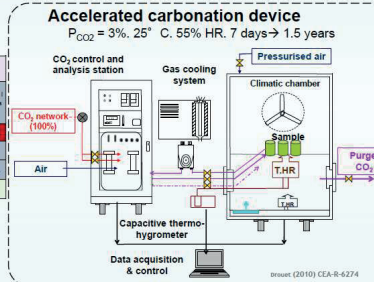 Accelerated carbonation device
PCO2 = 3%. 25° C. 55% HR. 7 days→ 1.5 years
CO2 control and
analysis station
Gas cooling
system
Pressurised air
Climatic chamber
CO2 network
(100%)
Sample
Air
T.HR
Purge
CO2
T.HR
Capacitive thermo-
hygrometer
Data acquisition
& control
Drouet (2010) CEA-R-6274